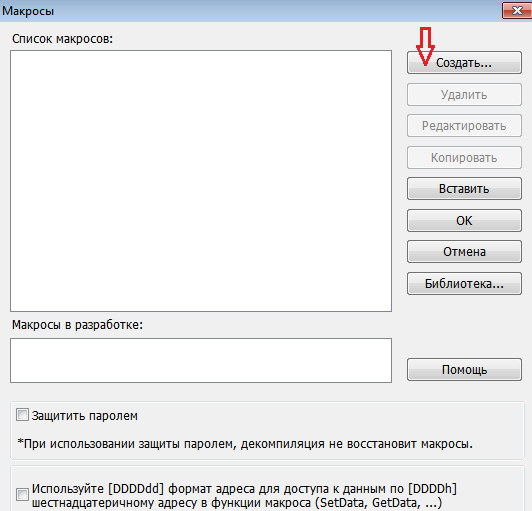 Макросы
Список макросов:
Создать...
Удалить
Редактировать
Копировать
Вставить
OK
Отмена
Библиотека...
Макросы в разработке:
Помощь
Защитить паролем
*При использовании защиты паролем, декомпиляция не восстановит макросы.
Используйте [DDDDdd] формат адреса для доступа к данным по [DDDDh]
шестнадцатеричному адресу в функции макроса (SetData, GetData, ...)